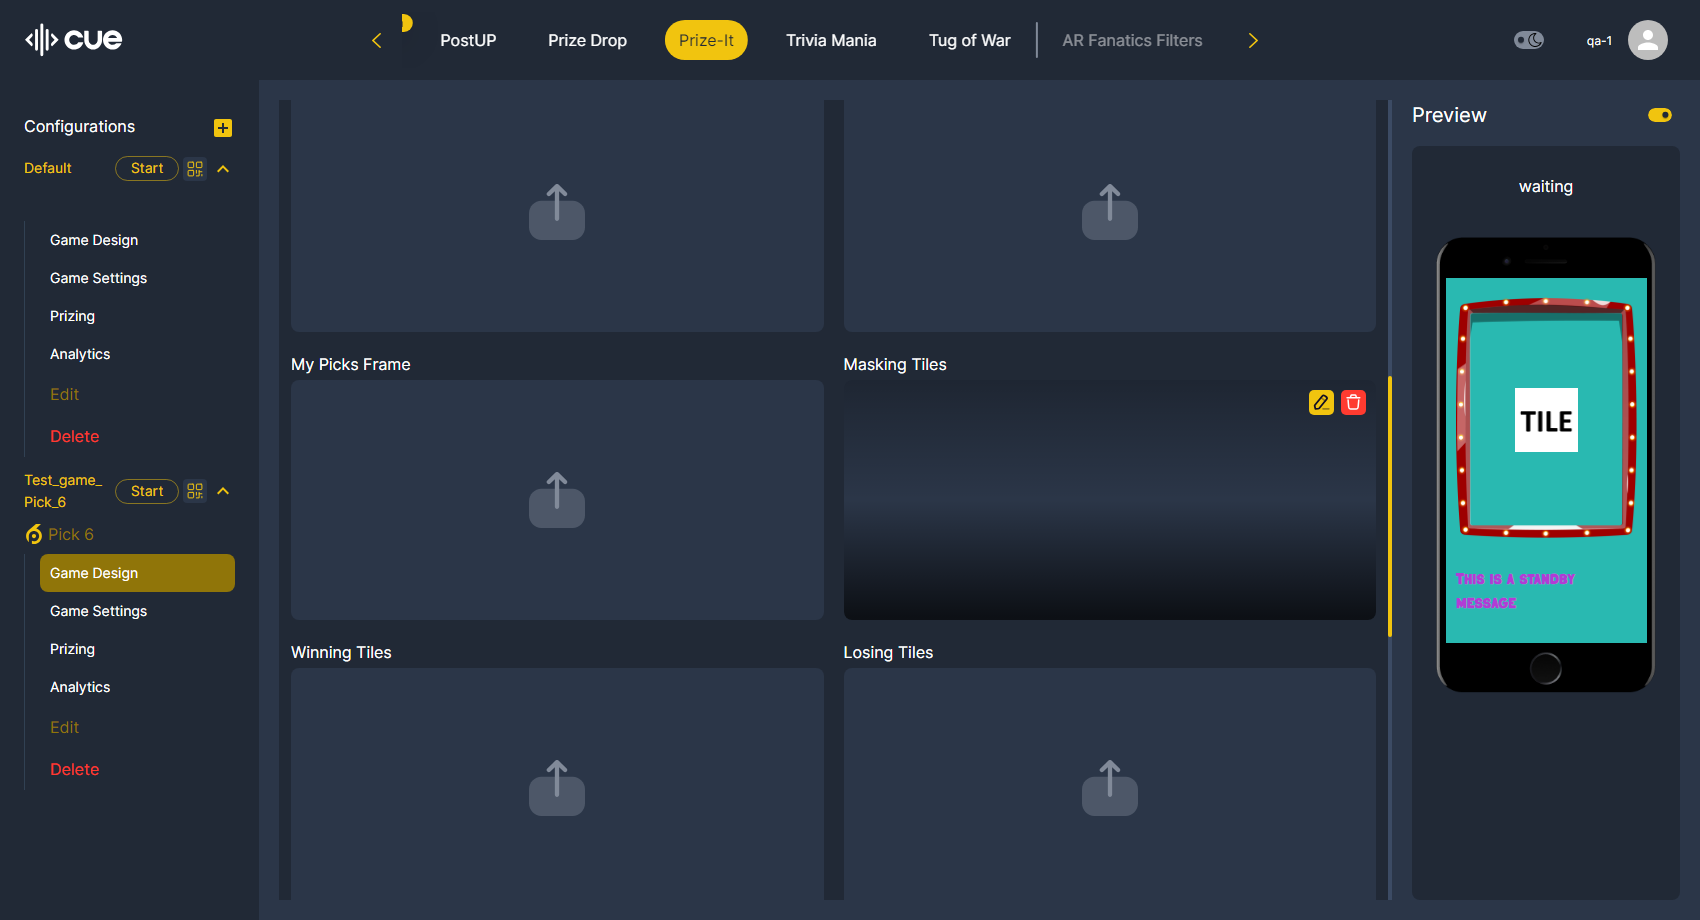 cue
PostUP
Prize Drop
Prize-It
Trivia Mania
Tug of War
AR Fanatics Filters
qa-1
Configurations
Default
Start
Game Design
Game Settings
Prizing
Analytics
Edit
Delete
Test_game_
Pick_6
Start
Pick 6
Game Design
Game Settings
Prizing
Analytics
Edit
Delete
My Picks Frame
Masking Tiles
Winning Tiles
Losing Tiles
Preview
waiting
TILE
THIS IS A STANDBY
MESSAGE